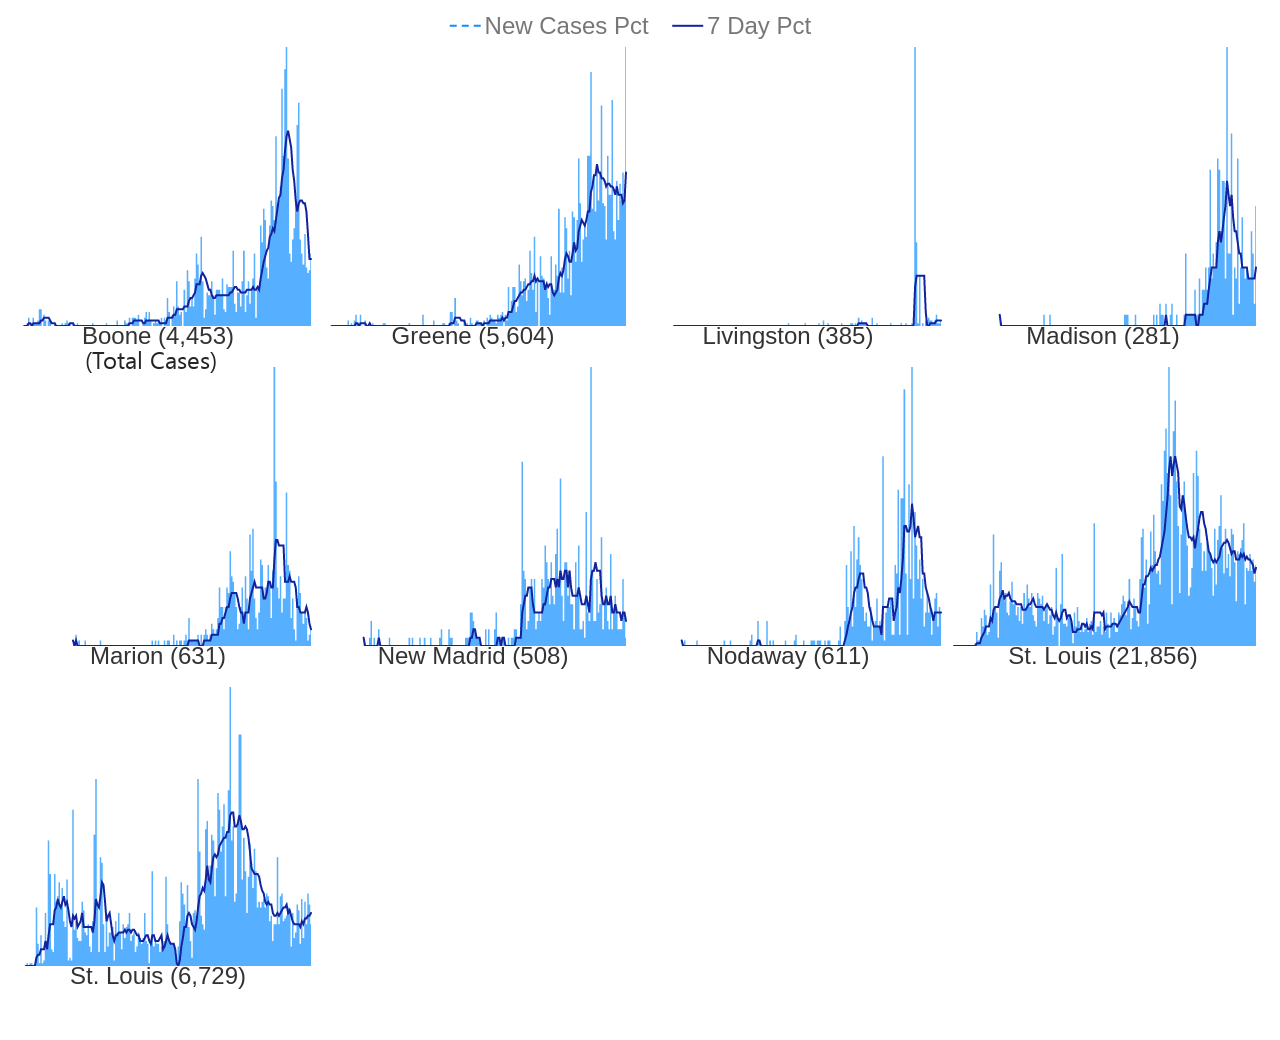 New Cases Pct 7 Day Pct
Boone (4,453) Greene (5,604) Livingston (385) Madison (281)
(Total Cases)
Marion (631) New Madrid (508) Nodaway (611) St. Louis (21,856)
St. Louis (6,729)